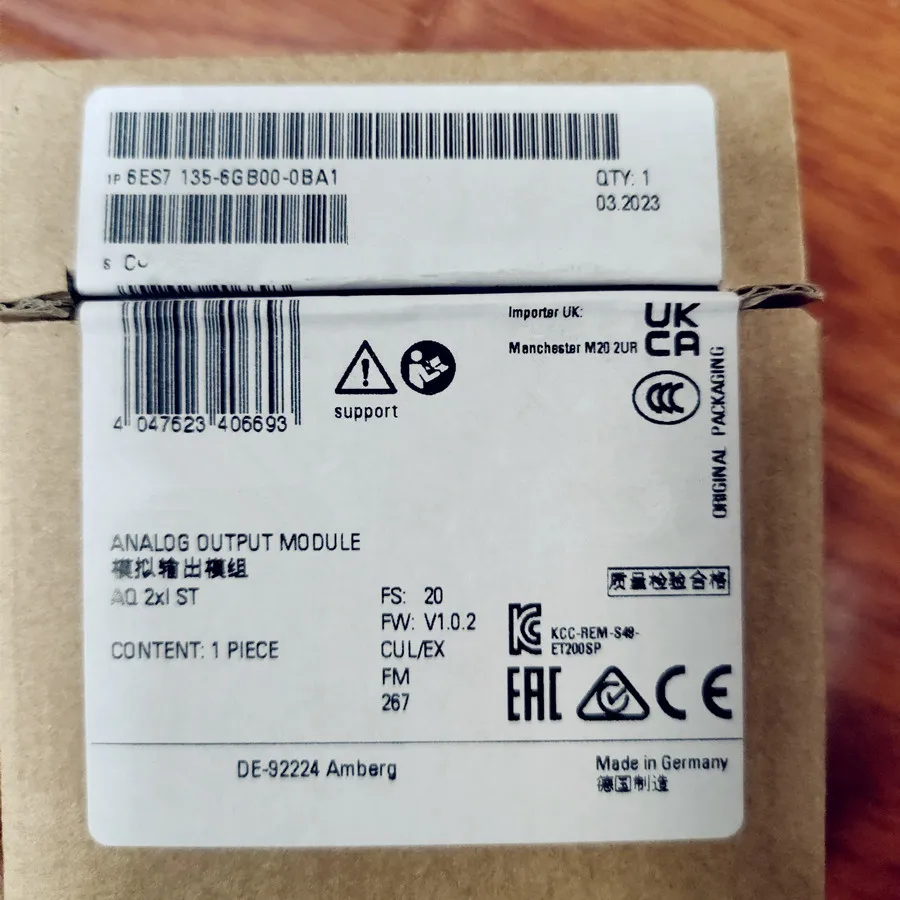 1P 6ES7 135-6GB00-0BA1
QTY: 1
03.2023
S
4 047623 406693
support
Importer UK:
Manchester M20 2UR
UK
CA
CCC
ORIGINAL PACKAGING
ANALOG OUTPUT MODULE
模拟输出模组
AQ 2xI ST
CONTENT: 1 PIECE
FS: 20
FW: V1.0.2
CUL/EX
FM
267
质量检验合格
KCC-REM-S49-
ET200SP
EAC
CE
DE-92224 Amberg
Made in Germany
德国制造